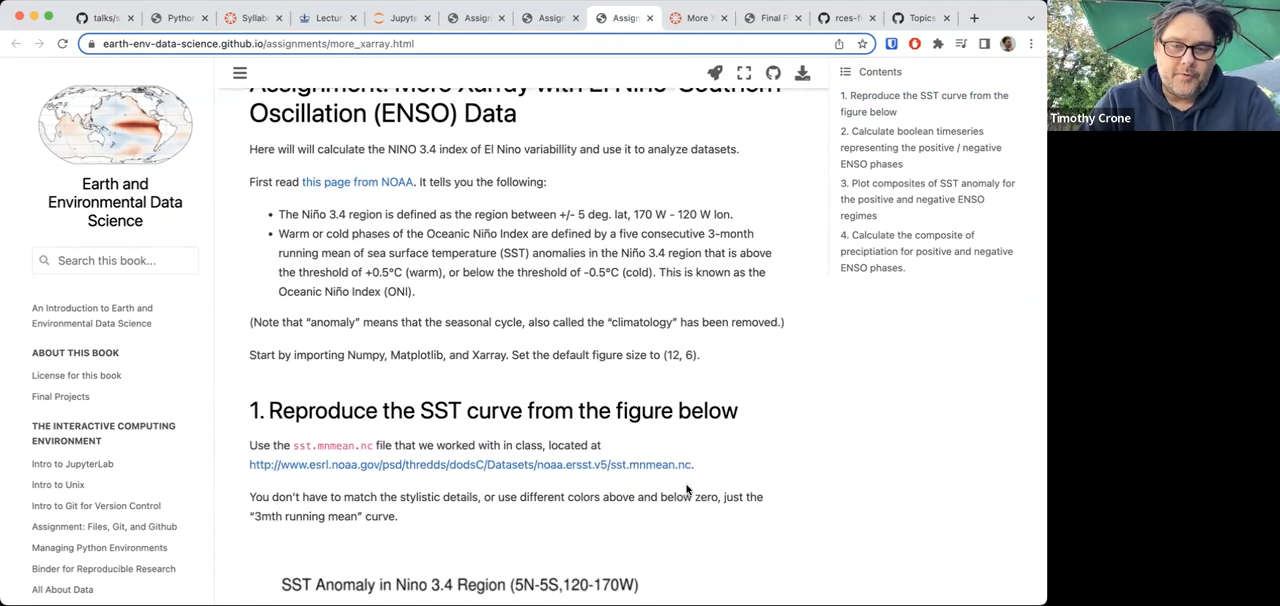 talks/s
Python
Syllab
Lectur
Jupyte
Assign
Assign
Assign
More
Final P
rces-f
Topics
earth-env-data-science.github.io/assignments/more_xarray.html
Earth and
Environmental Data
Science
Search this book...
An Introduction to Earth and
Environmental Data Science
ABOUT THIS BOOK
License for this book
Final Projects
THE INTERACTIVE COMPUTING
ENVIRONMENT
Intro to JupyterLab
Intro to Unix
Intro to Git for Version Control
Assignment: Files, Git, and Github
Managing Python Environments
Binder for Reproducible Research
All About Data
Assignment: More Xarray with El Niño-Southern
Oscillation (ENSO) Data
Here will will calculate the NINO 3.4 index of El Nino variabillity and use it to analyze datasets.
First read this page from NOAA. It tells you the following:
• The Niño 3.4 region is defined as the region between +/- 5 deg. lat, 170 W - 120 W lon.
• Warm or cold phases of the Oceanic Niño Index are defined by a five consecutive 3-month
running mean of sea surface temperature (SST) anomalies in the Niño 3.4 region that is above
the threshold of +0.5°C (warm), or below the threshold of -0.5°C (cold). This is known as the
Oceanic Niño Index (ONI).
(Note that “anomaly” means that the seasonal cycle, also called the “climatology” has been removed.)
Start by importing Numpy, Matplotlib, and Xarray. Set the default figure size to (12, 6).
1. Reproduce the SST curve from the figure below
Use the sst.mnmean.nc file that we worked with in class, located at
http://www.esrl.noaa.gov/psd/thredds/dodsC/Datasets/noaa.ersst.v5/sst.mnmean.nc.
You don’t have to match the stylistic details, or use different colors above and below zero, just the
“3mth running mean” curve.
SST Anomaly in Nino 3.4 Region (5N-5S,120-170W)
Contents
1. Reproduce the SST curve from the
figure below
2. Calculate boolean timeseries
representing the positive / negative
ENSO phases
3. Plot composites of SST anomaly for
the positive and negative ENSO
regimes
4. Calculate the composite of
preciptiation for positive and negative
ENSO phases.
Timothy Crone